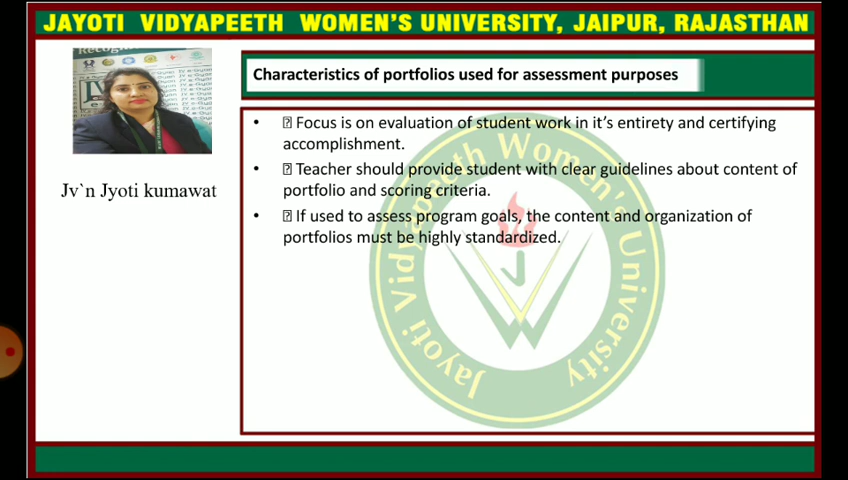 JAYOTI VIDYAPEETH WOMEN'S UNIVERSITY, JAIPUR, RAJASTHAN
Recogni
Jv`n Jyoti kumawat
Characteristics of portfolios used for assessment purposes
• Focus is on evaluation of student work in it's entirety and certifying
accomplishment.
• Teacher should provide student with clear guidelines about content of
portfolio and scoring criteria.
• If used to assess program goals, the content and organization of
portfolios must be highly standardized.
Jayoti Vidyapeeth Women's University